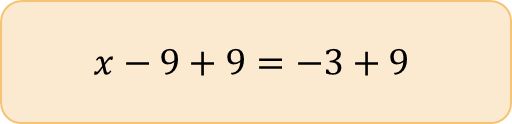 x − 9 + 9 = −3 + 9